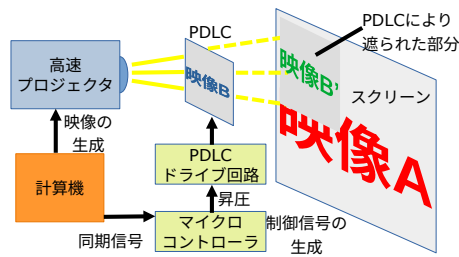 PDLCにより
遮られた部分
PDLC
高速
プロジェクタ
映像B
映像B'
スクリーン
映像A
映像の
生成
PDLC
ドライブ回路
計算機
昇圧
同期信号
マイクロ
コントローラ
制御信号の
生成